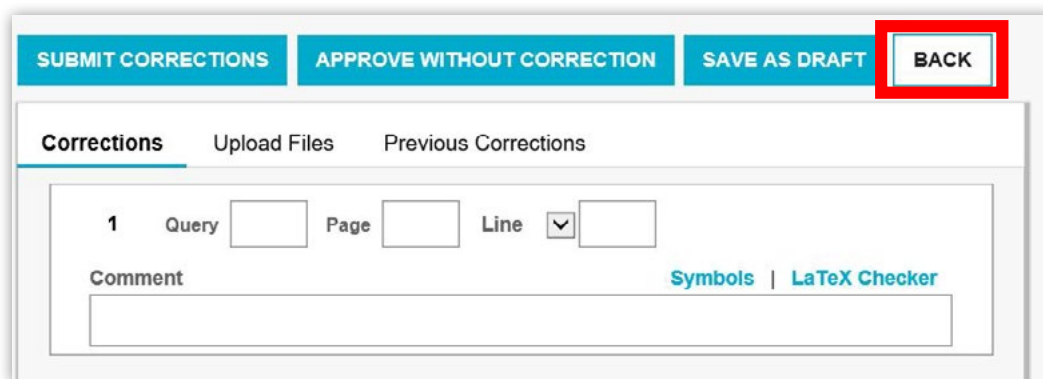 SUBMIT CORRECTIONS APPROVE WITHOUT CORRECTION SAVE AS DRAFT BACK
Corrections Upload Files Previous Corrections
1 Query Page Line
Comment Symbols | LaTeX Checker